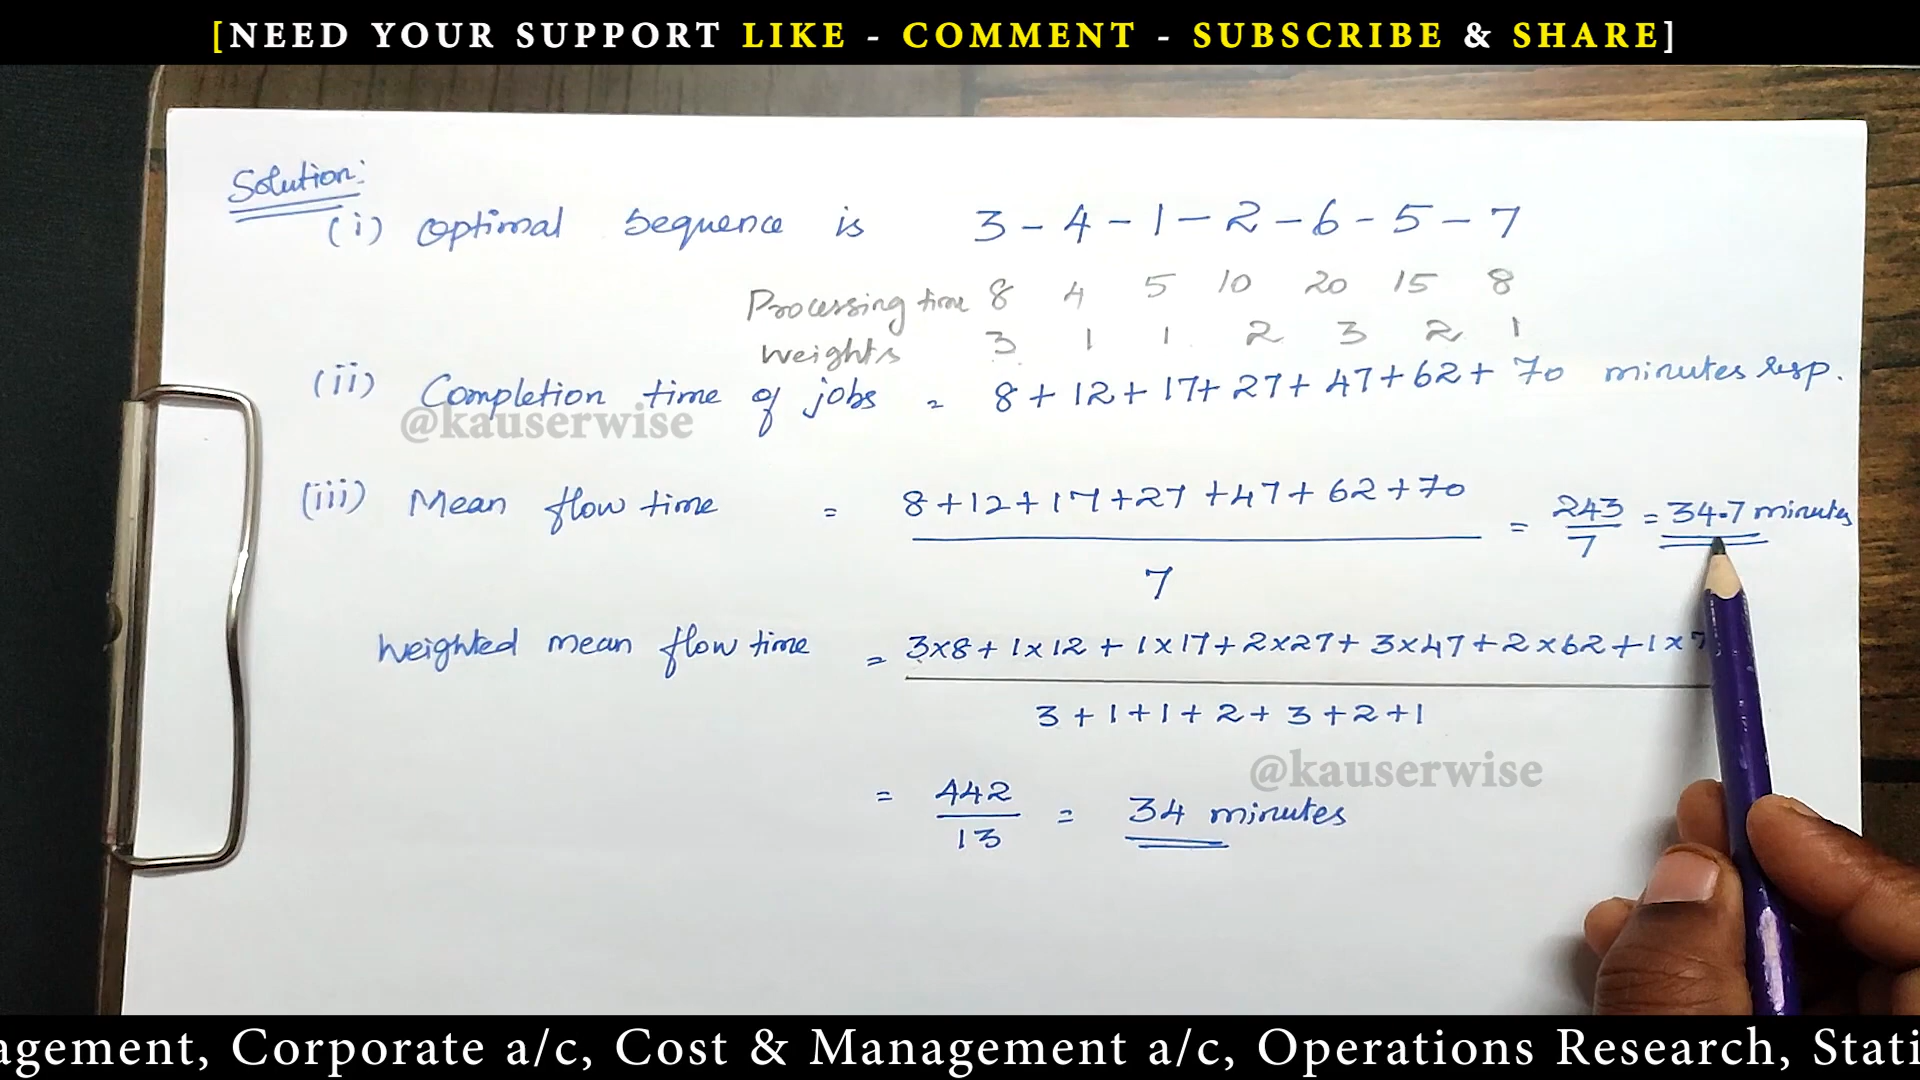 [NEED YOUR SUPPORT LIKE - COMMENT - SUBSCRIBE & SHARE]
Solution:
(i) Optimal sequence is 3 - 4 - 1 - 2 - 6 - 5 - 7
Processing time 8 4 5 10 20 15 8
Weights 3 1 1 2 3 2 1
(ii) Completion time of jobs = 8 + 12 + 17 + 27 + 47 + 62 + 70 minutes resp.
@kauserwise
(iii) Mean flow time = 8 + 12 + 17 + 27 + 47 + 62 + 70 / 7 = 243 / 7 = 34.7 minutes
Weighted mean flow time = 3x8 + 1x12 + 1x17 + 2x27 + 3x47 + 2x62 + 1x7
3 + 1 + 1 + 2 + 3 + 2 + 1
@kauserwise
= 442 / 13 = 34 minutes
agement, Corporate a/c, Cost & Management a/c, Operations Research, Stati